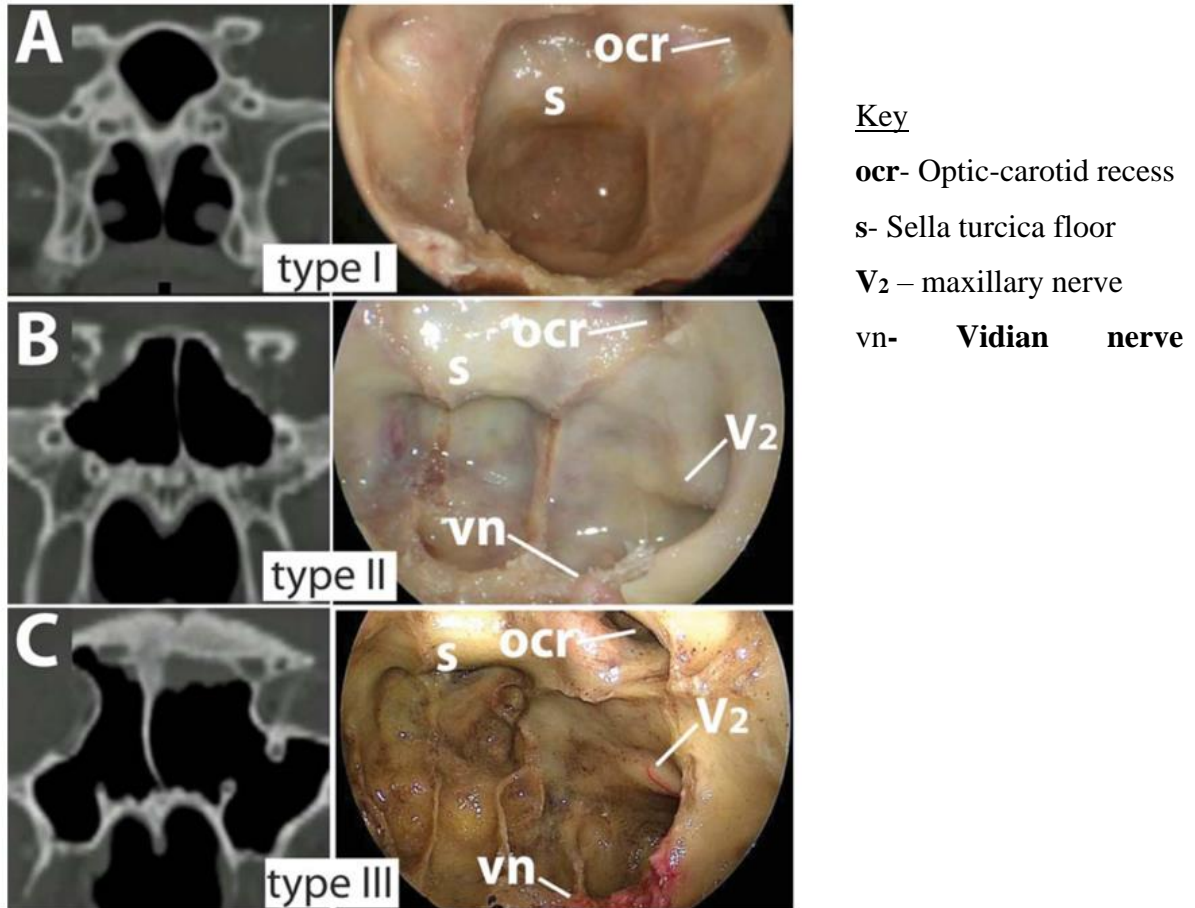 A
ocr
s
type I
B
ocr
s
V2
vn
type II
C
ocr
s
V2
vn
type III
Key
ocr- Optic-carotid recess
s- Sella turcica floor
V2 – maxillary nerve
vn- Vidian nerve